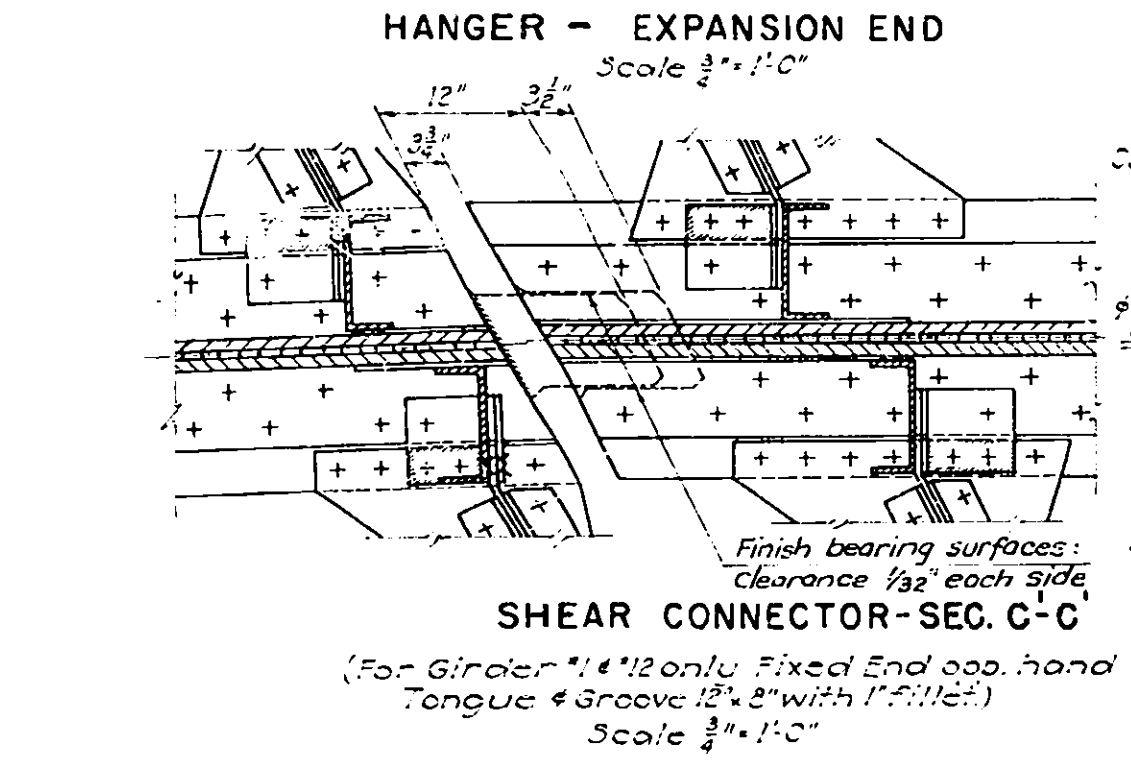 HANGER - EXPANSION END
Scale 3/4" = 1'-0"
12"
3 1/2"
3 3/4"
Finish bearing surfaces:
Clearance 1/32" each side
SHEAR CONNECTOR-SEC. C'-C'
(For Girder #1 & #12 only Fixed End opp. hand
Tongue & Groove 12" x 8" with 1" fillet)
Scale 3/4" = 1'-0"